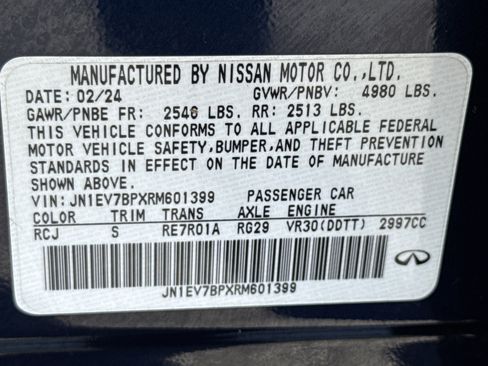 MANUFACTURED BY NISSAN MOTOR CO.,LTD.
DATE: 02/24 GVWR/PNBV: 4980 LBS.
GAWR/PNBE FR: 2546 LBS. RR: 2513 LBS.
THIS VEHICLE CONFORMS TO ALL APPLICABLE FEDERAL
MOTOR VEHICLE SAFETY,BUMPER,AND THEFT PREVENTION
STANDARDS IN EFFECT ON THE DATE OF MANUFACTURE
SHOWN ABOVE.
VIN: JN1EV7BPXRM601399 PASSENGER CAR
COLOR TRIM TRANS AXLE ENGINE
RCJ S RE7R01A RG29 VR30(DDTT) 2997CC
JN1EV7BPXRM601399